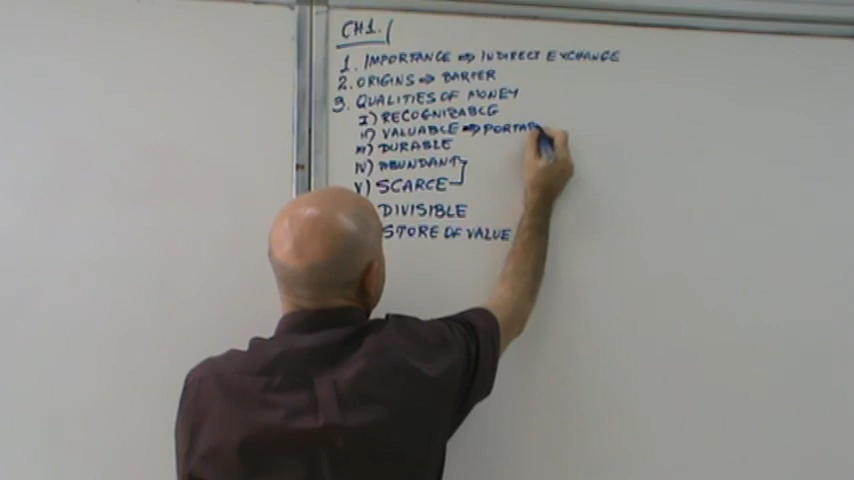 CH1.
1. IMPORTANCE ⇒ INDIRECT EXCHANGE
2. ORIGINS ⇒ BARTER
3. QUALITIES OF MONEY
I) RECOGNIZABLE
II) VALUABLE ⇒ PORTAB
III) DURABLE
IV) ABUNDANT
V) SCARCE
DIVISIBLE
STORE OF VALUE